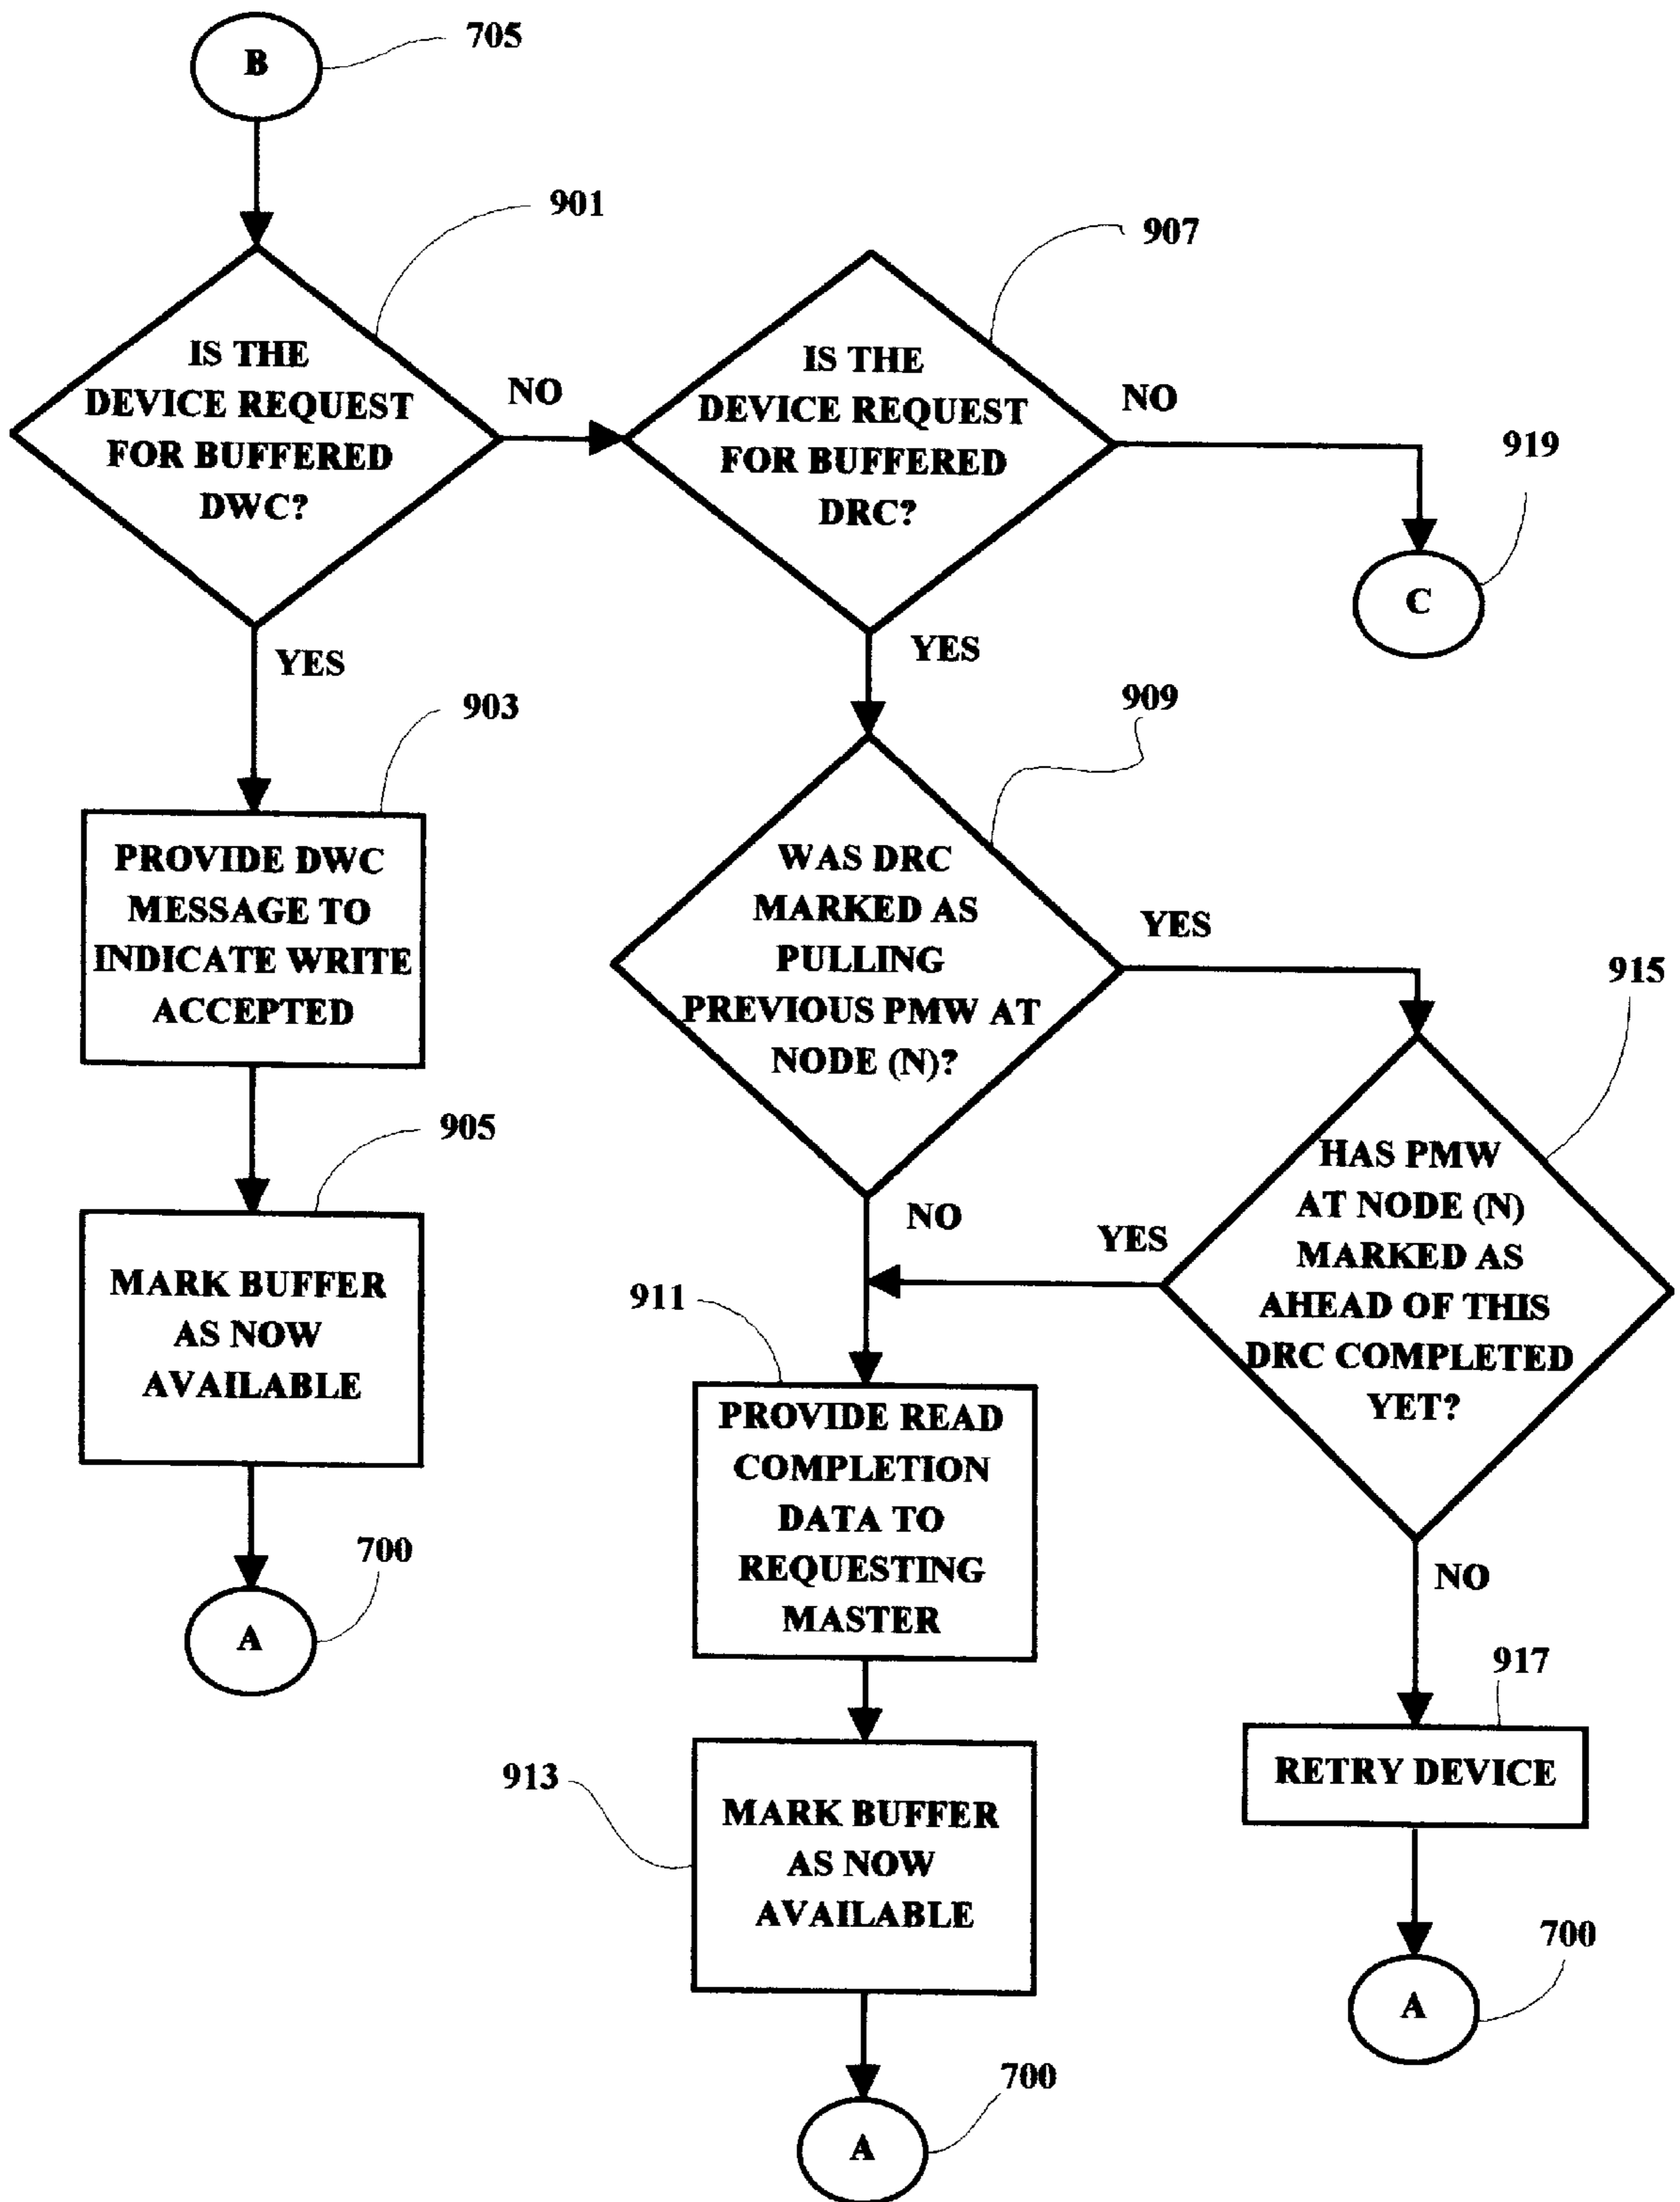 B
705
901
IS THE
DEVICE REQUEST
FOR BUFFERED
DWC?
NO
907
IS THE
DEVICE REQUEST
FOR BUFFERED
DRC?
NO
919
C
YES
903
PROVIDE DWC
MESSAGE TO
INDICATE WRITE
ACCEPTED
905
MARK BUFFER
AS NOW
AVAILABLE
700
A
YES
909
WAS DRC
MARKED AS
PULLING
PREVIOUS PMW AT
NODE (N)?
YES
915
HAS PMW
AT NODE (N)
MARKED AS
AHEAD OF THIS
DRC COMPLETED
YET?
NO
YES
911
PROVIDE READ
COMPLETION
DATA TO
REQUESTING
MASTER
913
MARK BUFFER
AS NOW
AVAILABLE
700
A
NO
917
RETRY DEVICE
700
A